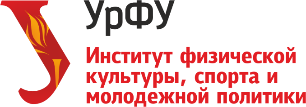 УрФУ
Институт физической
культуры, спорта и
молодежной политики